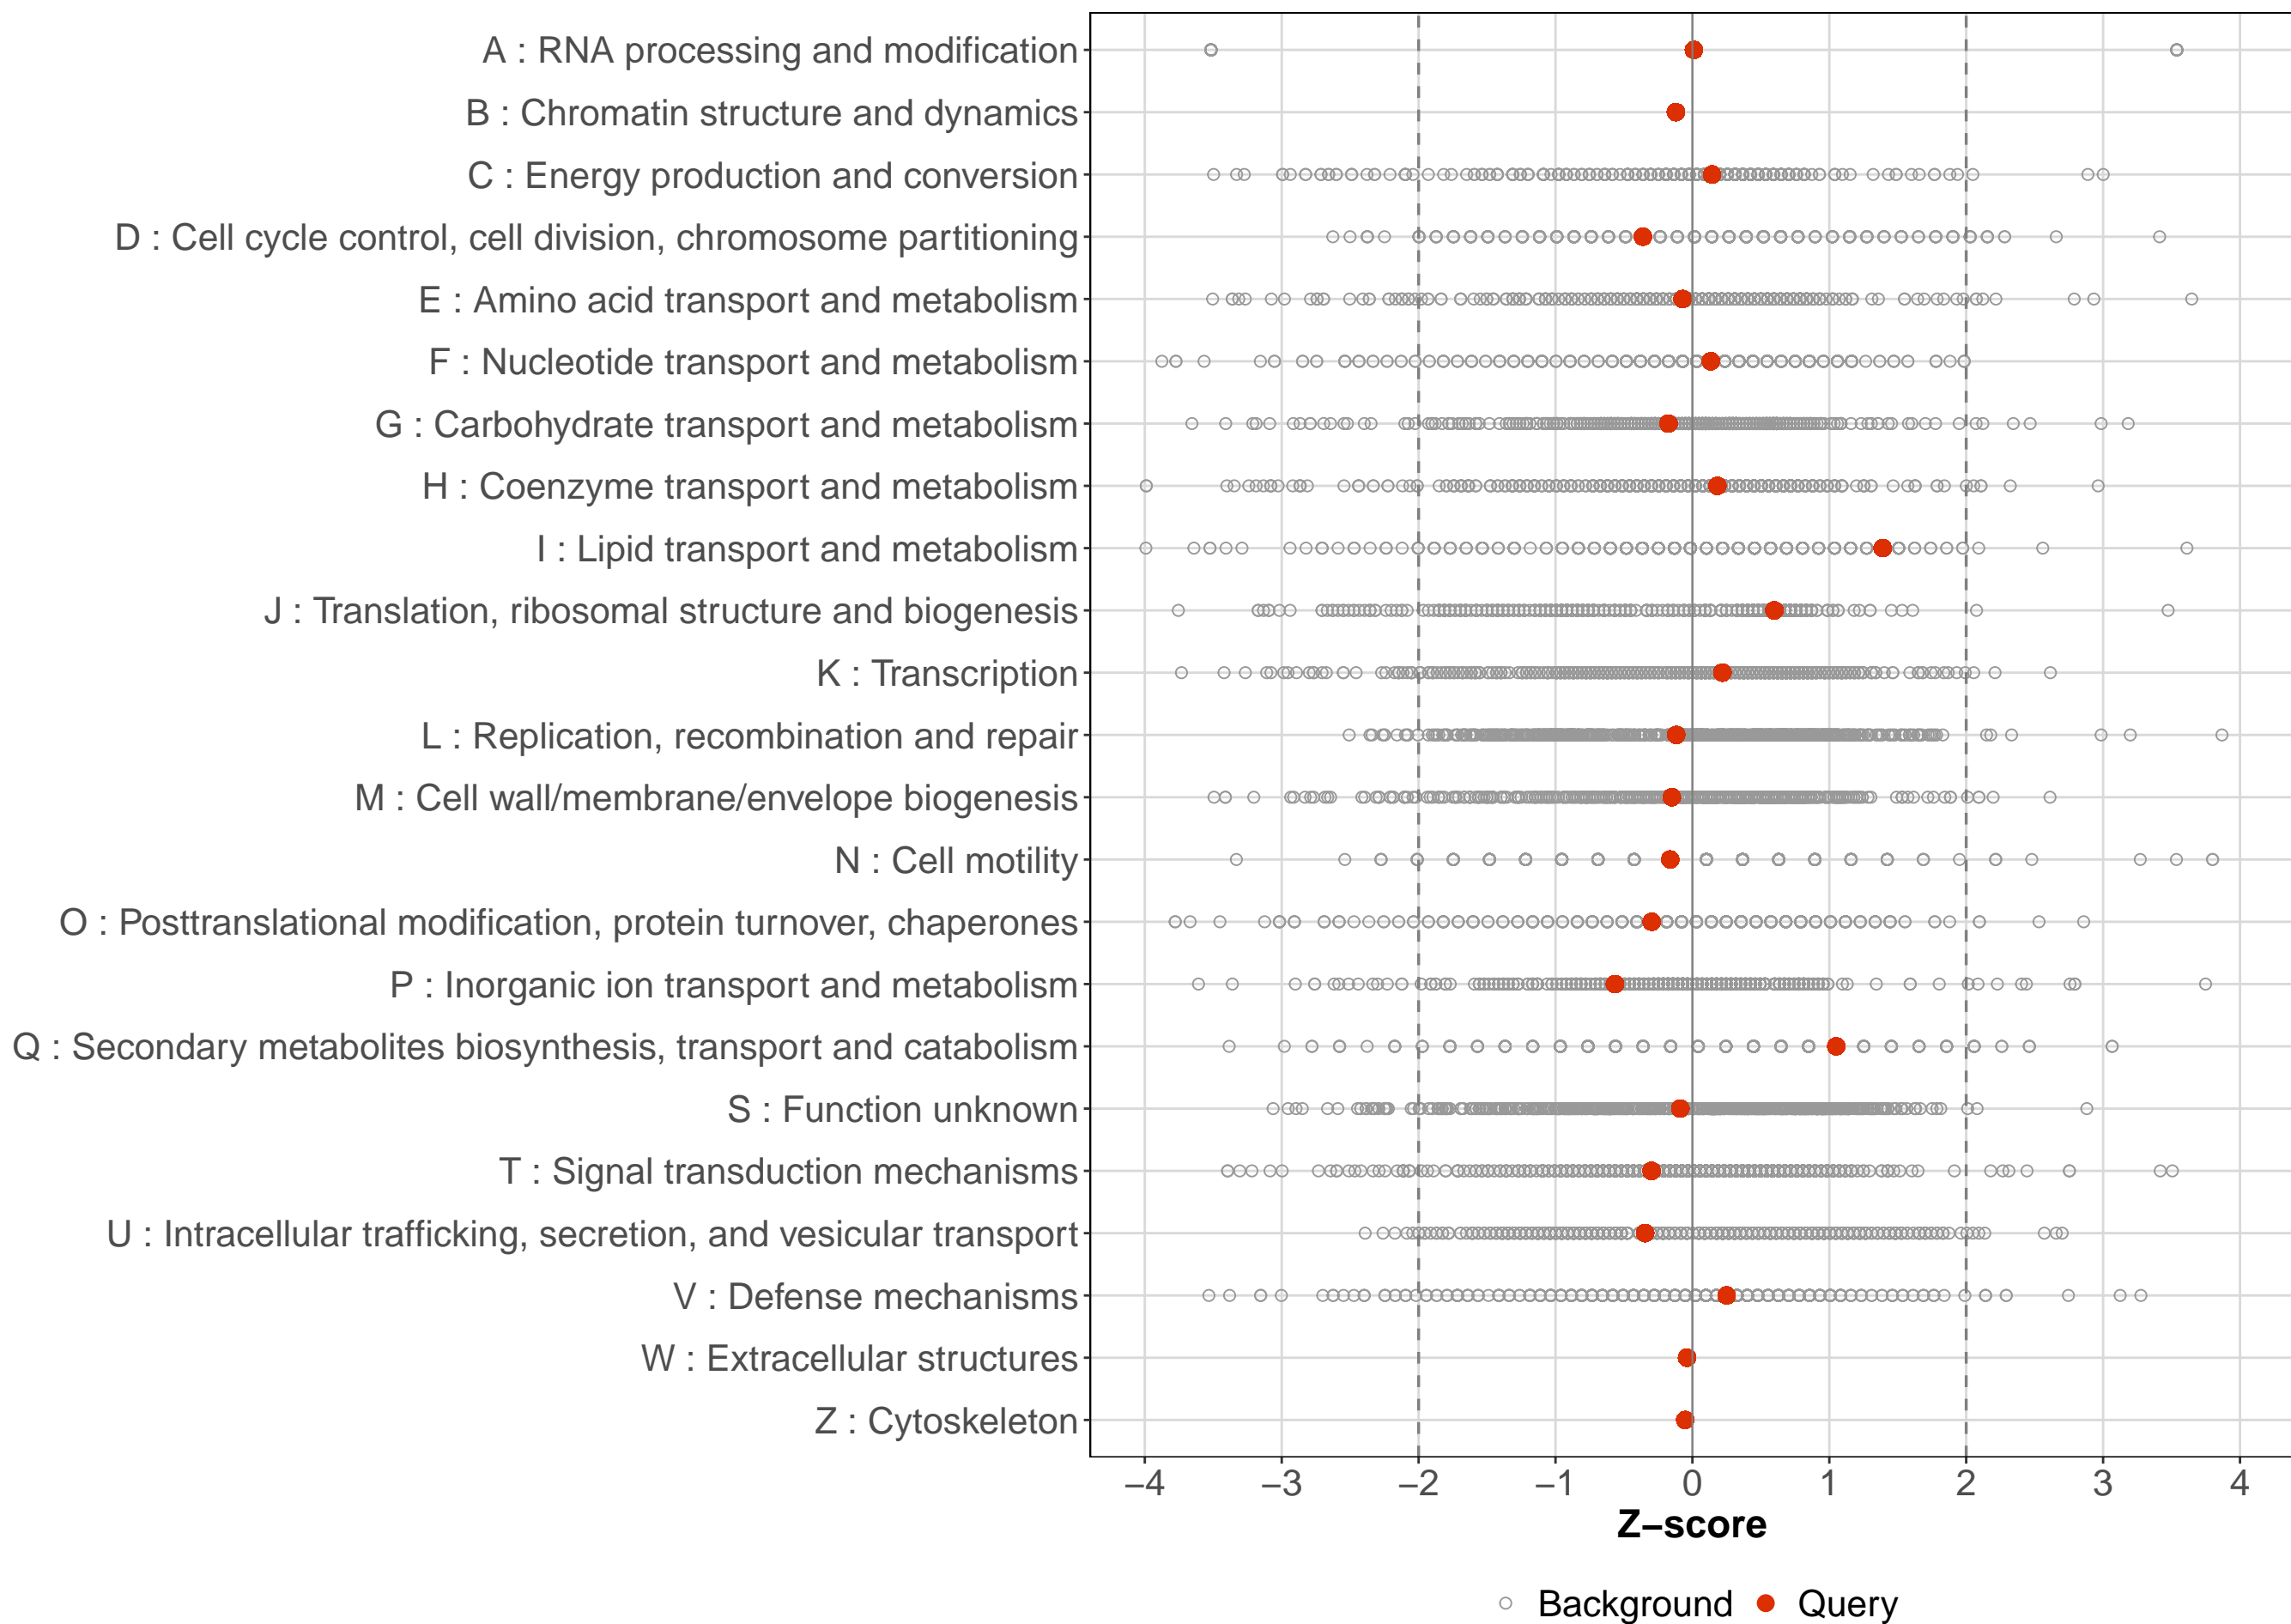 A : RNA processing and modification
B : Chromatin structure and dynamics
C : Energy production and conversion
D : Cell cycle control, cell division, chromosome partitioning
E : Amino acid transport and metabolism
F : Nucleotide transport and metabolism
G : Carbohydrate transport and metabolism
H : Coenzyme transport and metabolism
I : Lipid transport and metabolism
J : Translation, ribosomal structure and biogenesis
K : Transcription
L : Replication, recombination and repair
M : Cell wall/membrane/envelope biogenesis
N : Cell motility
O : Posttranslational modification, protein turnover, chaperones
P : Inorganic ion transport and metabolism
Q : Secondary metabolites biosynthesis, transport and catabolism
S : Function unknown
T : Signal transduction mechanisms
U : Intracellular trafficking, secretion, and vesicular transport
V : Defense mechanisms
W : Extracellular structures
Z : Cytoskeleton
−4 −3 −2 −1 0 1 2 3 4
Z−score
Background Query